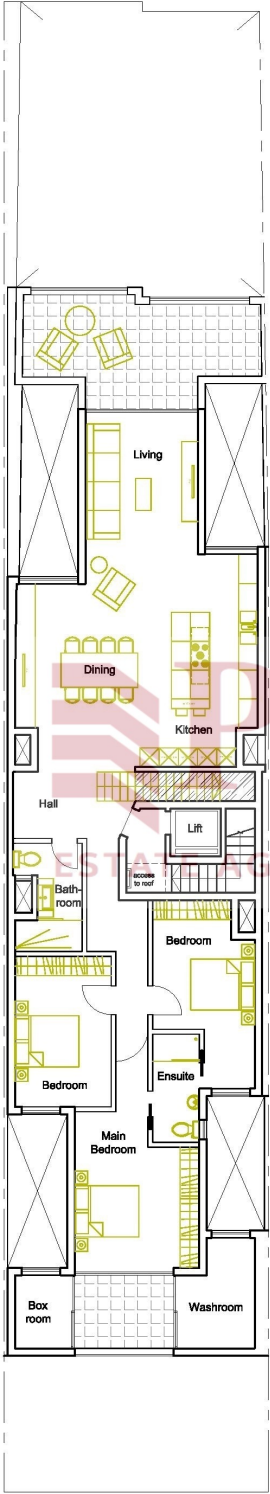 Living
Dining
Kitchen
Hall
Lift
access
to roof
Bath-
room
ESTATE AG
Bedroom
Bedroom
Ensuite
Main
Bedroom
Box
room
Washroom